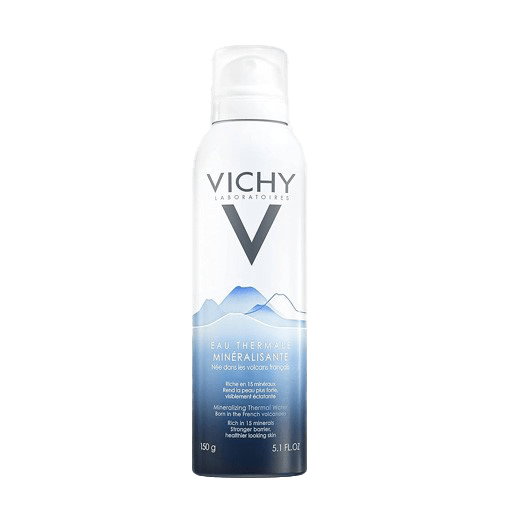 VICHY
LABORATOIRES
V
EAU THERMALE
MINÉRALISANTE
Née dans les volcans français
Riche en 15 minéraux
Rend la peau plus forte,
visiblement éclatante
Mineralizing Thermal Water
Born in the French volcanoes
Rich in 15 minerals
Stronger barrier,
healthier looking skin
150 g 5.1 FL.OZ